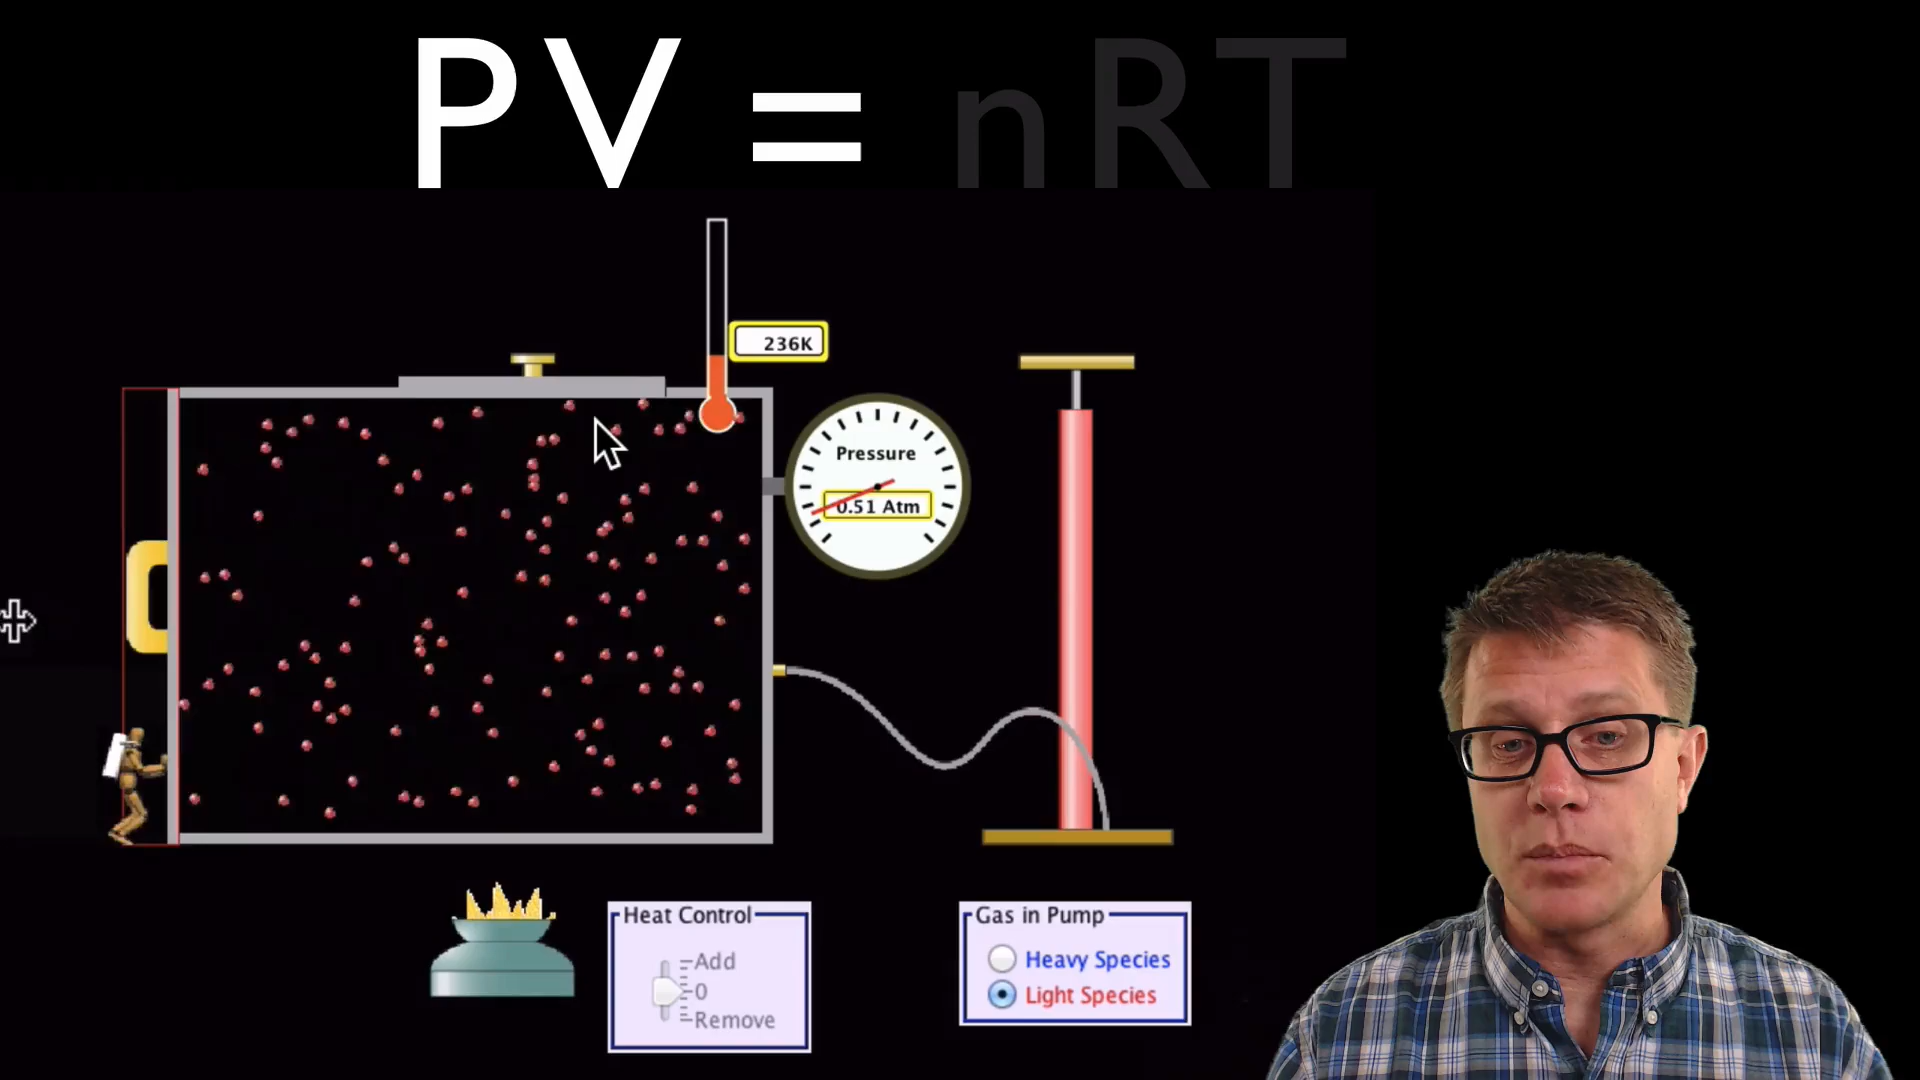 PV = nRT
236K
Pressure
0.51 Atm
Heat Control
Add
0
Remove
Gas in Pump
Heavy Species
Light Species